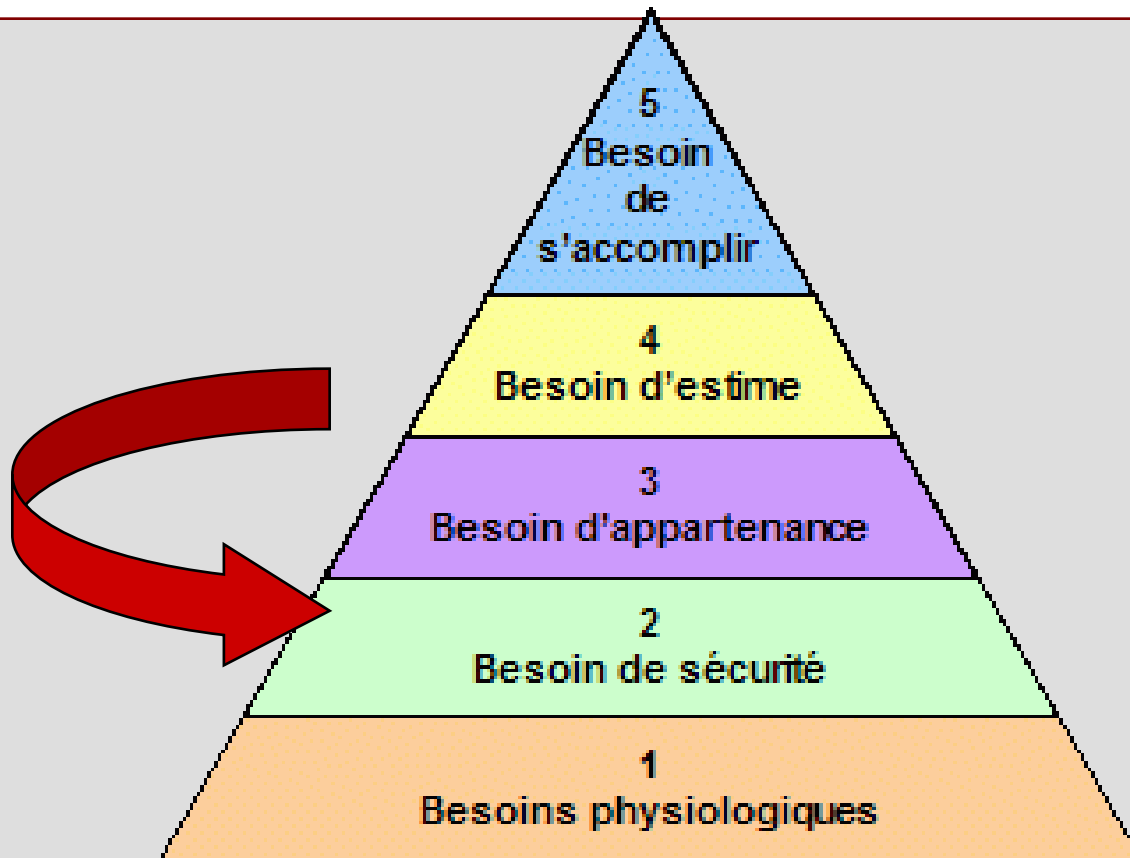 5
Besoin
de
s'accomplir
4
Besoin d'estime
3
Besoin d'appartenance
2
Besoin de sécurité
1
Besoins physiologiques